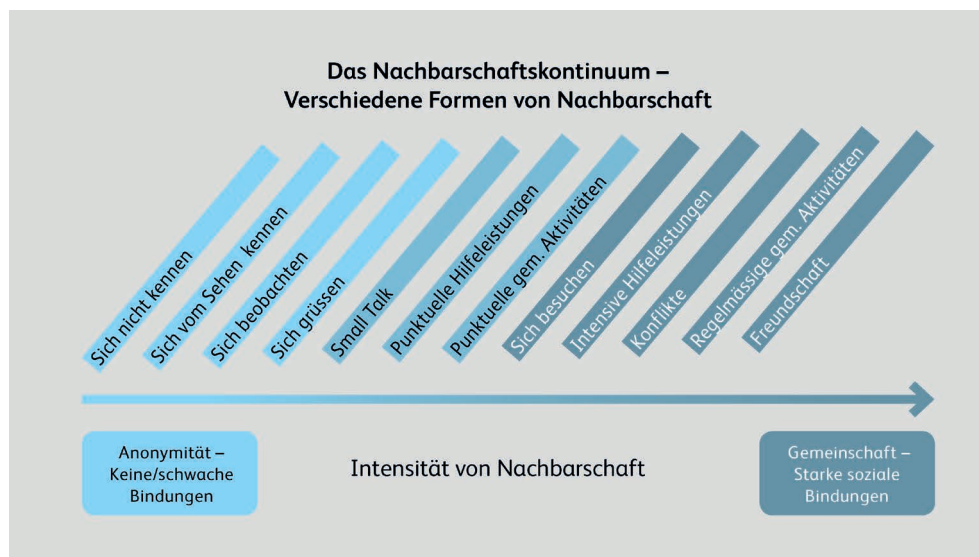 Das Nachbarschaftskontinuum –
Verschiedene Formen von Nachbarschaft
Sich nicht kennen
Sich vom Sehen kennen
Sich beobachten
Sich grüssen
Small Talk
Punktuelle Hilfeleistungen
Punktuelle gem. Aktivitäten
Sich besuchen
Intensive Hilfeleistungen
Konflikte
Regelmässige gem. Aktivitäten
Freundschaft
Anonymität –
Keine/schwache
Bindungen
Intensität von Nachbarschaft
Gemeinschaft –
Starke soziale
Bindungen